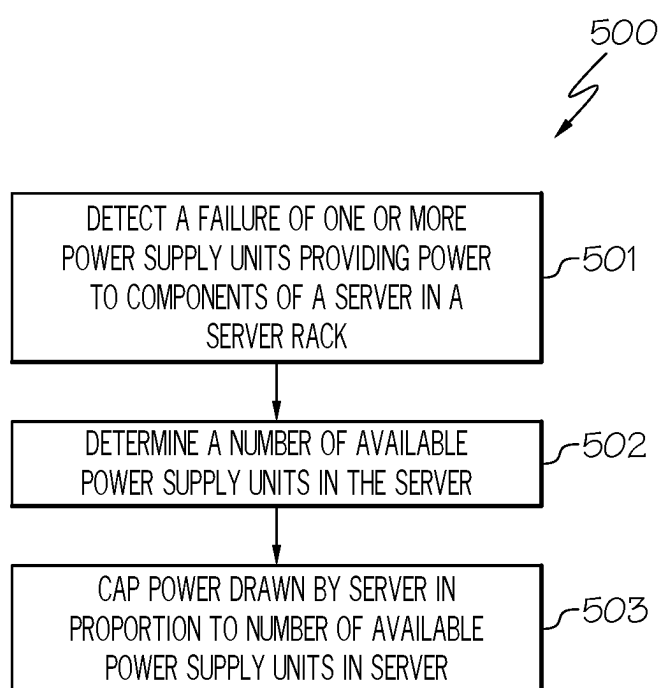 500
DETECT A FAILURE OF ONE OR MORE
POWER SUPPLY UNITS PROVIDING POWER
TO COMPONENTS OF A SERVER IN A
SERVER RACK
501
DETERMINE A NUMBER OF AVAILABLE
POWER SUPPLY UNITS IN THE SERVER
502
CAP POWER DRAWN BY SERVER IN
PROPORTION TO NUMBER OF AVAILABLE
POWER SUPPLY UNITS IN SERVER
503